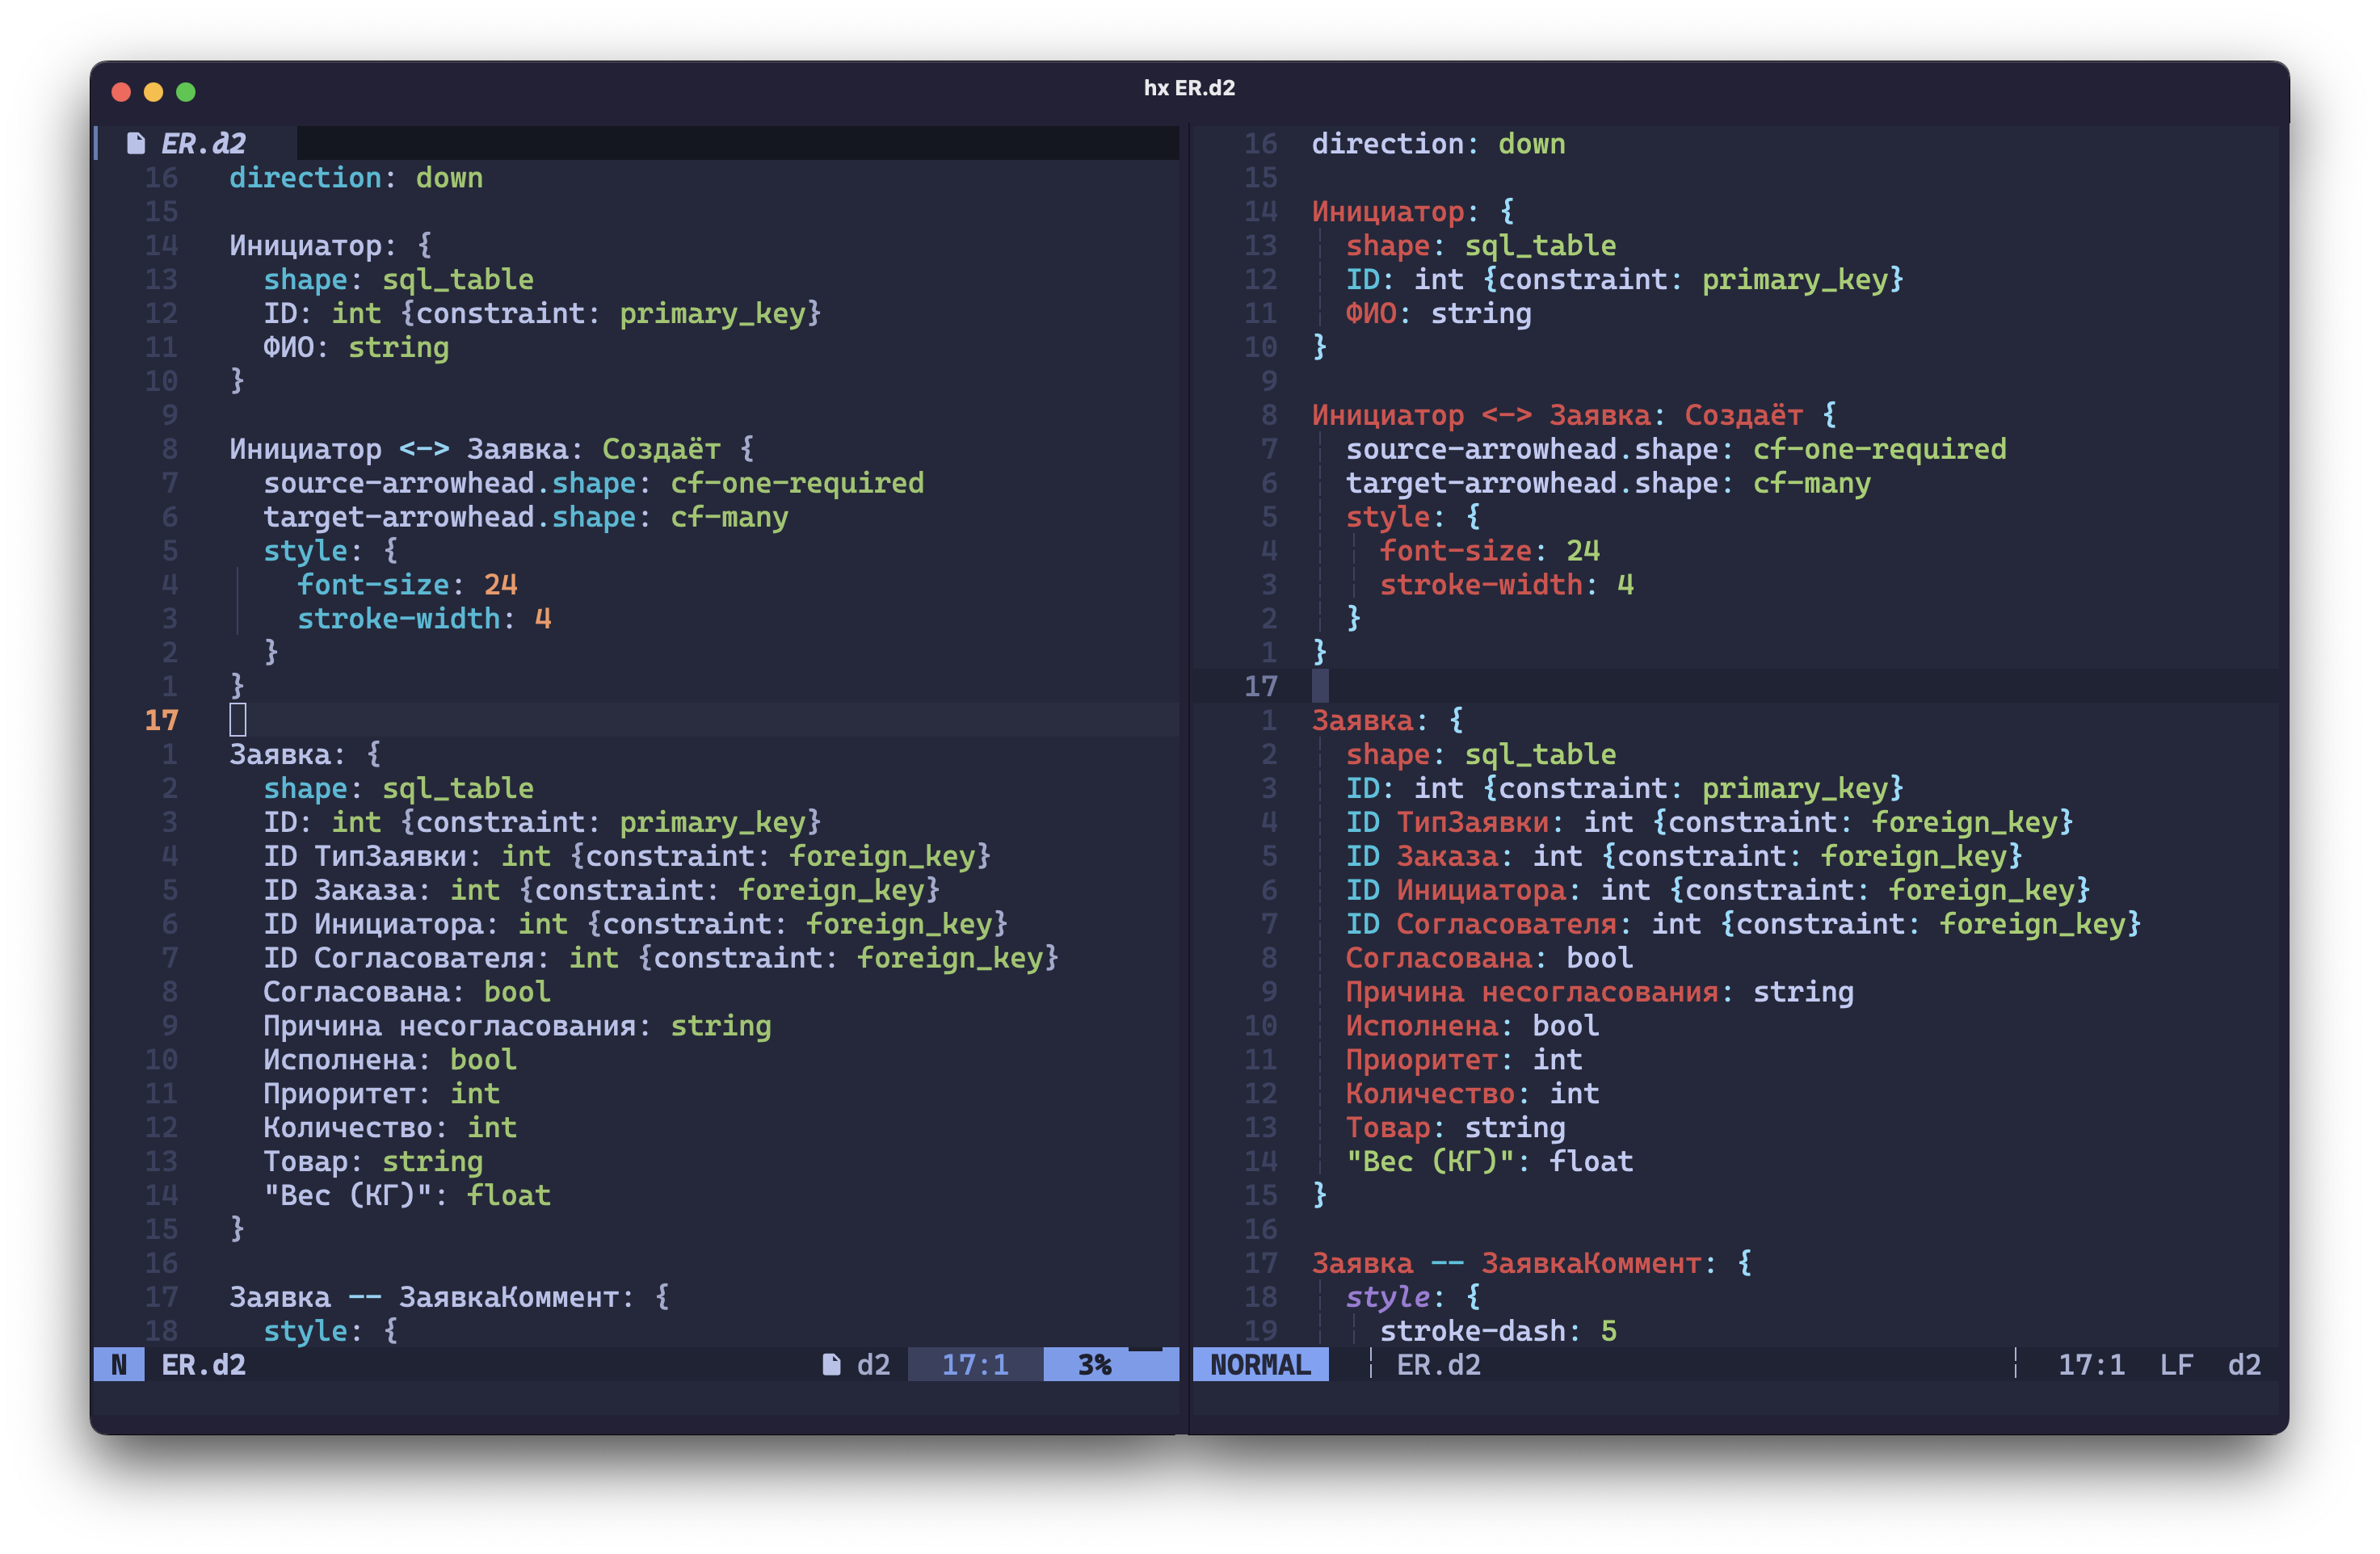 hx ER.d2
ER.d2
16 direction: down
15
14 Инициатор: {
13 shape: sql_table
12 ID: int {constraint: primary_key}
11 ФИО: string
10 }
9
8 Инициатор <-> Заявка: Создаёт {
7 source-arrowhead.shape: cf-one-required
6 target-arrowhead.shape: cf-many
5 style: {
4 font-size: 24
3 stroke-width: 4
2 }
1 }
17
1 Заявка: {
2 shape: sql_table
3 ID: int {constraint: primary_key}
4 ID ТипЗаявки: int {constraint: foreign_key}
5 ID Заказа: int {constraint: foreign_key}
6 ID Инициатора: int {constraint: foreign_key}
7 ID Согласователя: int {constraint: foreign_key}
8 Согласована: bool
9 Причина несогласования: string
10 Исполнена: bool
11 Приоритет: int
12 Количество: int
13 Товар: string
14 "Вес (КГ)": float
15 }
16
17 Заявка -- ЗаявкаКоммент: {
18 style: {
N ER.d2 d2 17:1 3%
16 direction: down
15
14 Инициатор: {
13 shape: sql_table
12 ID: int {constraint: primary_key}
11 ФИО: string
10 }
9
8 Инициатор <-> Заявка: Создаёт {
7 source-arrowhead.shape: cf-one-required
6 target-arrowhead.shape: cf-many
5 style: {
4 font-size: 24
3 stroke-width: 4
2 }
1 }
17
1 Заявка: {
2 shape: sql_table
3 ID: int {constraint: primary_key}
4 ID ТипЗаявки: int {constraint: foreign_key}
5 ID Заказа: int {constraint: foreign_key}
6 ID Инициатора: int {constraint: foreign_key}
7 ID Согласователя: int {constraint: foreign_key}
8 Согласована: bool
9 Причина несогласования: string
10 Исполнена: bool
11 Приоритет: int
12 Количество: int
13 Товар: string
14 "Вес (КГ)": float
15 }
16
17 Заявка -- ЗаявкаКоммент: {
18 style: {
19 stroke-dash: 5
NORMAL ER.d2 17:1 LF d2